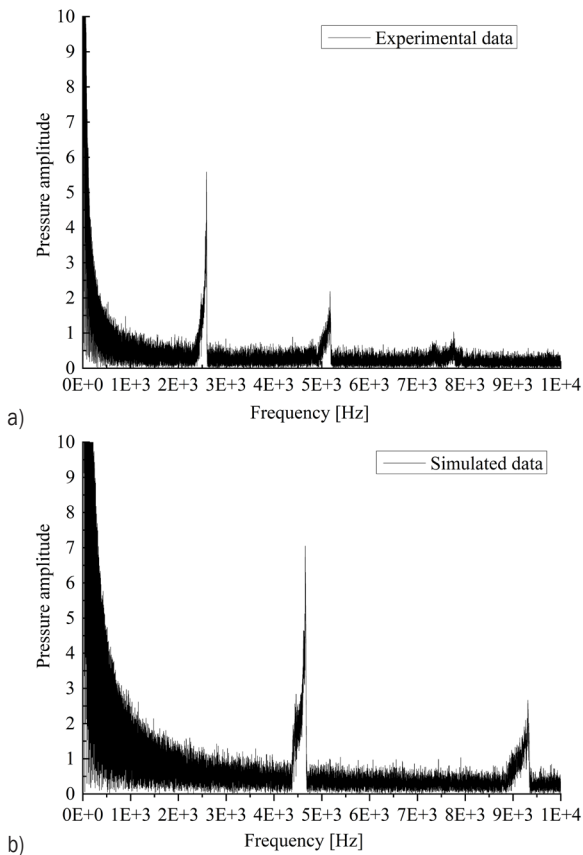 10
Experimental data
9
8
7
6
5
4
3
2
1
0
Pressure amplitude
0E+0 1E+3 2E+3 3E+3 4E+3 5E+3 6E+3 7E+3 8E+3 9E+3 1E+4
Frequency [Hz]
a)
10
Simulated data
9
8
7
6
5
4
3
2
1
0
Pressure amplitude
0E+0 1E+3 2E+3 3E+3 4E+3 5E+3 6E+3 7E+3 8E+3 9E+3 1E+4
Frequency [Hz]
b)